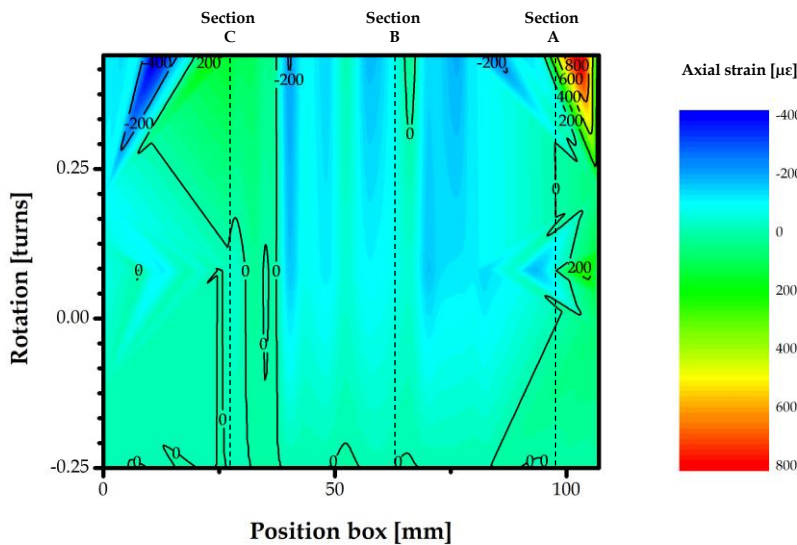 Section Section Section
C B A
-400 200 -200 -200 800
600
400
-200 200
0
0.25
0
0 0 0 200
0.00
0
0
0 0 0 0 0 0
-0.25
0 50 100
Rotation [turns]
Position box [mm]
Axial strain [με]
-400
-200
0
200
400
600
800